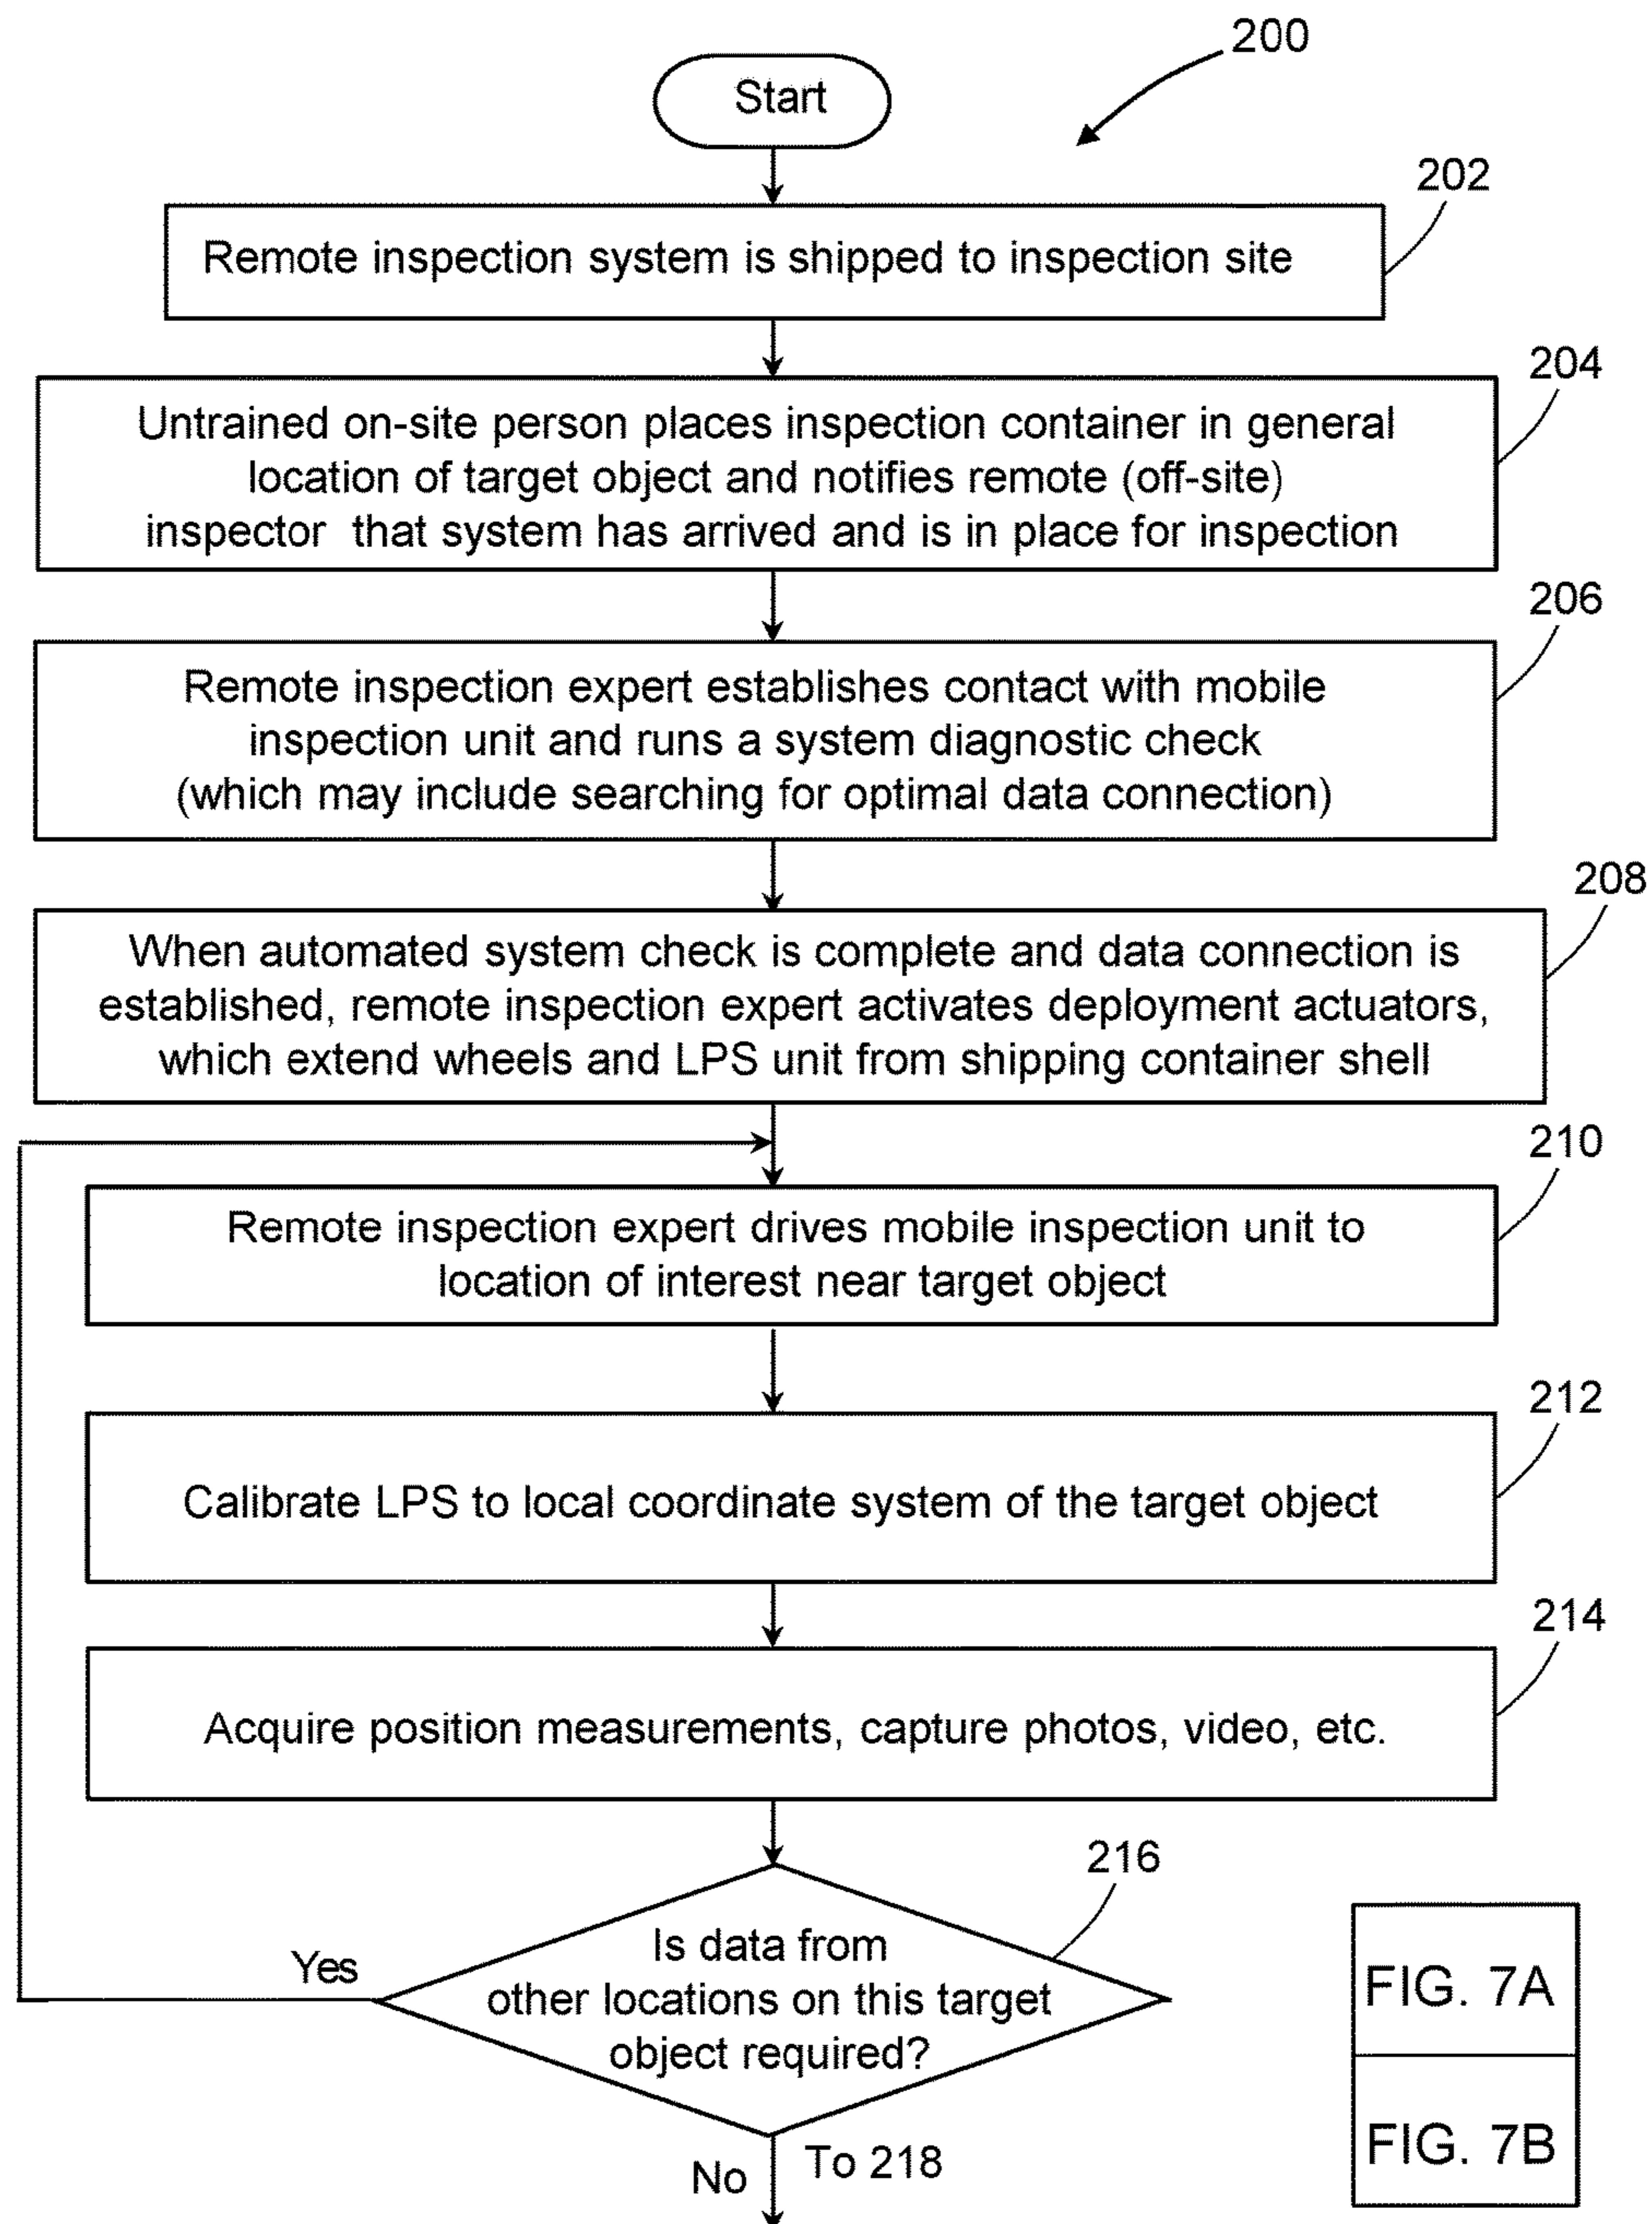 200
Start
202
Remote inspection system is shipped to inspection site
204
Untrained on-site person places inspection container in general
location of target object and notifies remote (off-site)
inspector that system has arrived and is in place for inspection
206
Remote inspection expert establishes contact with mobile
inspection unit and runs a system diagnostic check
(which may include searching for optimal data connection)
208
When automated system check is complete and data connection is
established, remote inspection expert activates deployment actuators,
which extend wheels and LPS unit from shipping container shell
210
Remote inspection expert drives mobile inspection unit to
location of interest near target object
212
Calibrate LPS to local coordinate system of the target object
214
Acquire position measurements, capture photos, video, etc.
216
Is data from
other locations on this target
object required?
Yes
No
To 218
FIG. 7A
FIG. 7B